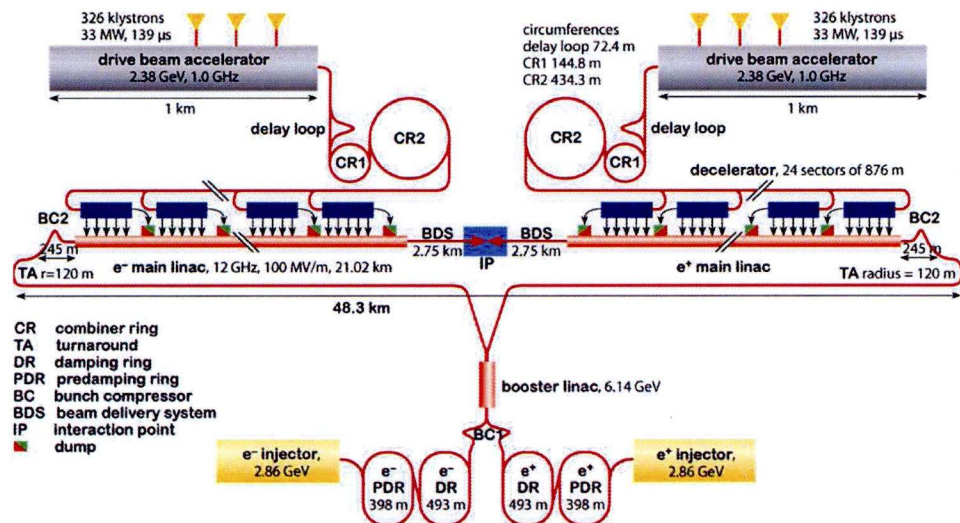 326 klystrons
33 MW, 139 µs
drive beam accelerator
2.38 GeV, 1.0 GHz
1 km
delay loop
CR1
CR2
circumferences
delay loop 72.4 m
CR1 144.8 m
CR2 434.3 m
326 klystrons
33 MW, 139 µs
drive beam accelerator
2.38 GeV, 1.0 GHz
1 km
delay loop
CR2
CR1
decelerator, 24 sectors of 876 m
BC2
245 m
TA r=120 m
e– main linac, 12 GHz, 100 MV/m, 21.02 km
BDS
2.75 km
IP
BDS
2.75 km
e+ main linac
BC2
245 m
TA radius = 120 m
48.3 km
CR combiner ring
TA turnaround
DR damping ring
PDR predamping ring
BC bunch compressor
BDS beam delivery system
IP interaction point
dump
booster linac, 6.14 GeV
BC1
e– injector,
2.86 GeV
e–
PDR
398 m
e–
DR
493 m
e+
DR
493 m
e+
PDR
398 m
e+ injector,
2.86 GeV